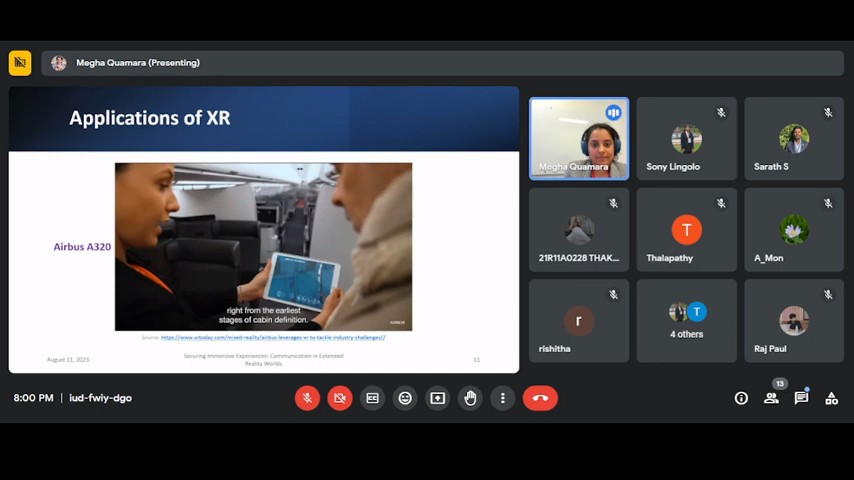 Megha Quamara (Presenting)
Applications of XR
Airbus A320
right from the earliest
stages of cabin definition.
AIRBUS
Source: https://www.xrtoday.com/mixed-reality/airbus-leverages-xr-to-tackle-industry-challenges//
August 11, 2023
Securing Immersive Experiences: Communication in Extended
Reality Worlds
11
Megha Quamara
Sony Lingolo
Sarath S
21R11A0228 THAK...
T
Thalapathy
A_Mon
r
rishitha
T
4 others
Raj Paul
8:00 PM | iud-fwiy-dgo
CC
13